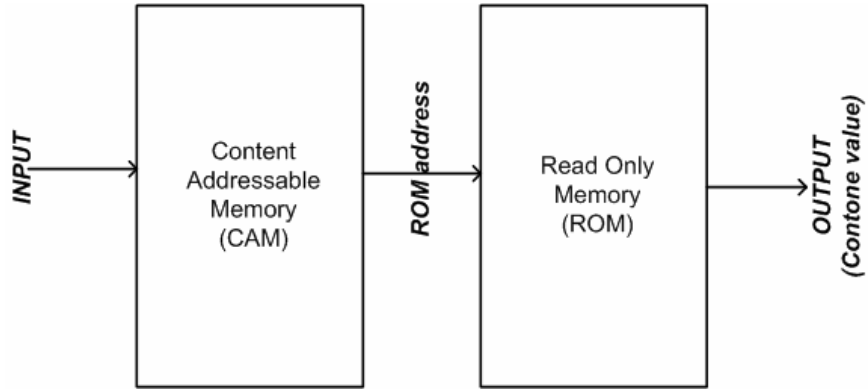 INPUT
Content
Addressable
Memory
(CAM)
ROM address
Read Only
Memory
(ROM)
OUTPUT
(Contone value)